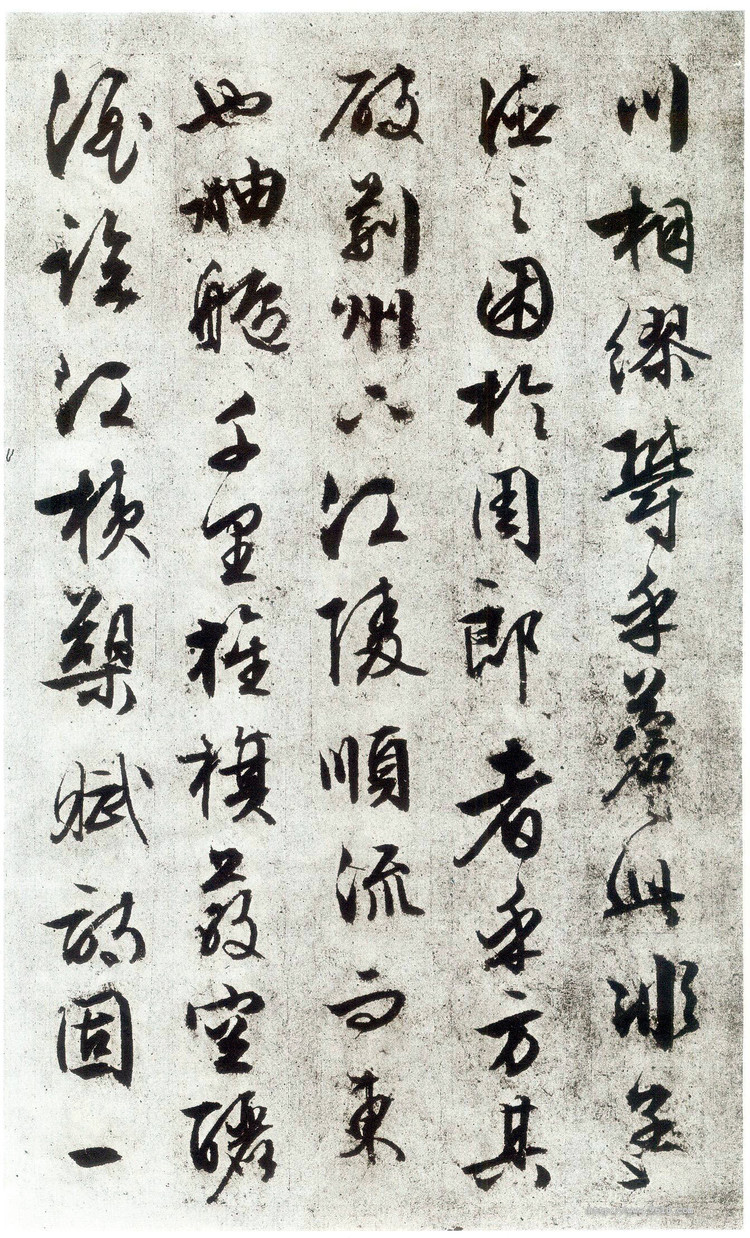 川相繆鬱乎蒼〻此非孟
德之困於周郎者乎方其
破荊州下江陵順流而東
也舳艫千里旌旗蔽空釃
酒臨江橫槊賦詩固一